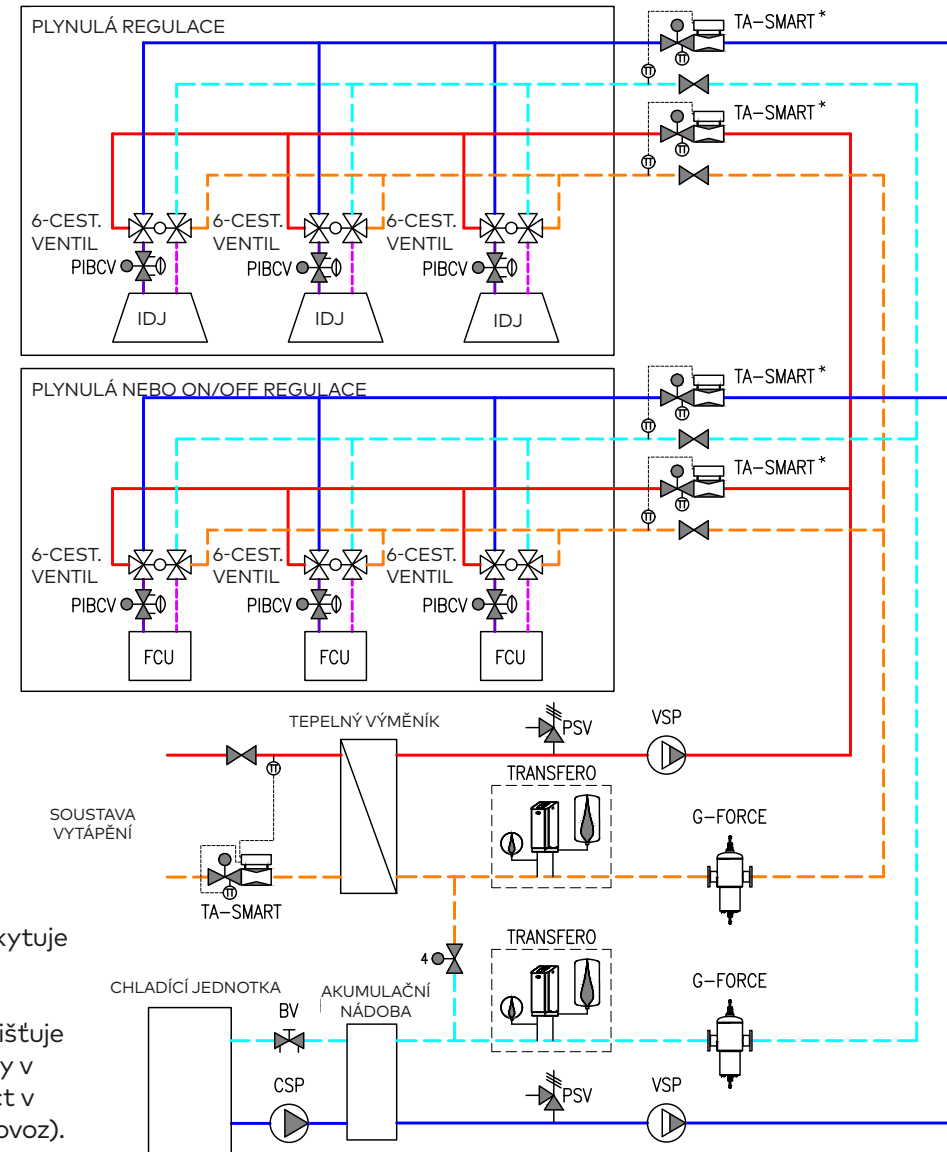 PLYNULÁ REGULACE
TA-SMART *
TA-SMART *
6-CEST.
VENTIL
6-CEST.
VENTIL
6-CEST.
VENTIL
PIBCV
PIBCV
PIBCV
IDJ
IDJ
IDJ
PLYNULÁ NEBO ON/OFF REGULACE
TA-SMART *
TA-SMART *
6-CEST.
VENTIL
6-CEST.
VENTIL
6-CEST.
VENTIL
PIBCV
PIBCV
PIBCV
FCU
FCU
FCU
TEPELNÝ VÝMĚNÍK
PSV
VSP
TRANSFERO
G-FORCE
SOUSTAVA
VYTÁPĚNÍ
TA-SMART
kytuje
4
TRANSFERO
G-FORCE
CHLADÍCÍ JEDNOTKA
BV
AKUMULAČNÍ
NÁDOBA
išťuje
y v
ct v
ovoz).
CSP
PSV
VSP